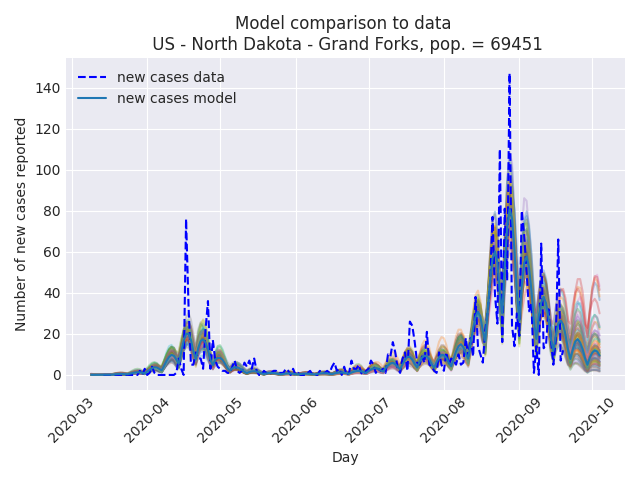 Model comparison to data
US - North Dakota - Grand Forks, pop. = 69451
new cases data
new cases model
Number of new cases reported
140
120
100
80
60
40
20
0
2020-03
2020-04
2020-05
2020-06
2020-07
2020-08
2020-09
2020-10
Day